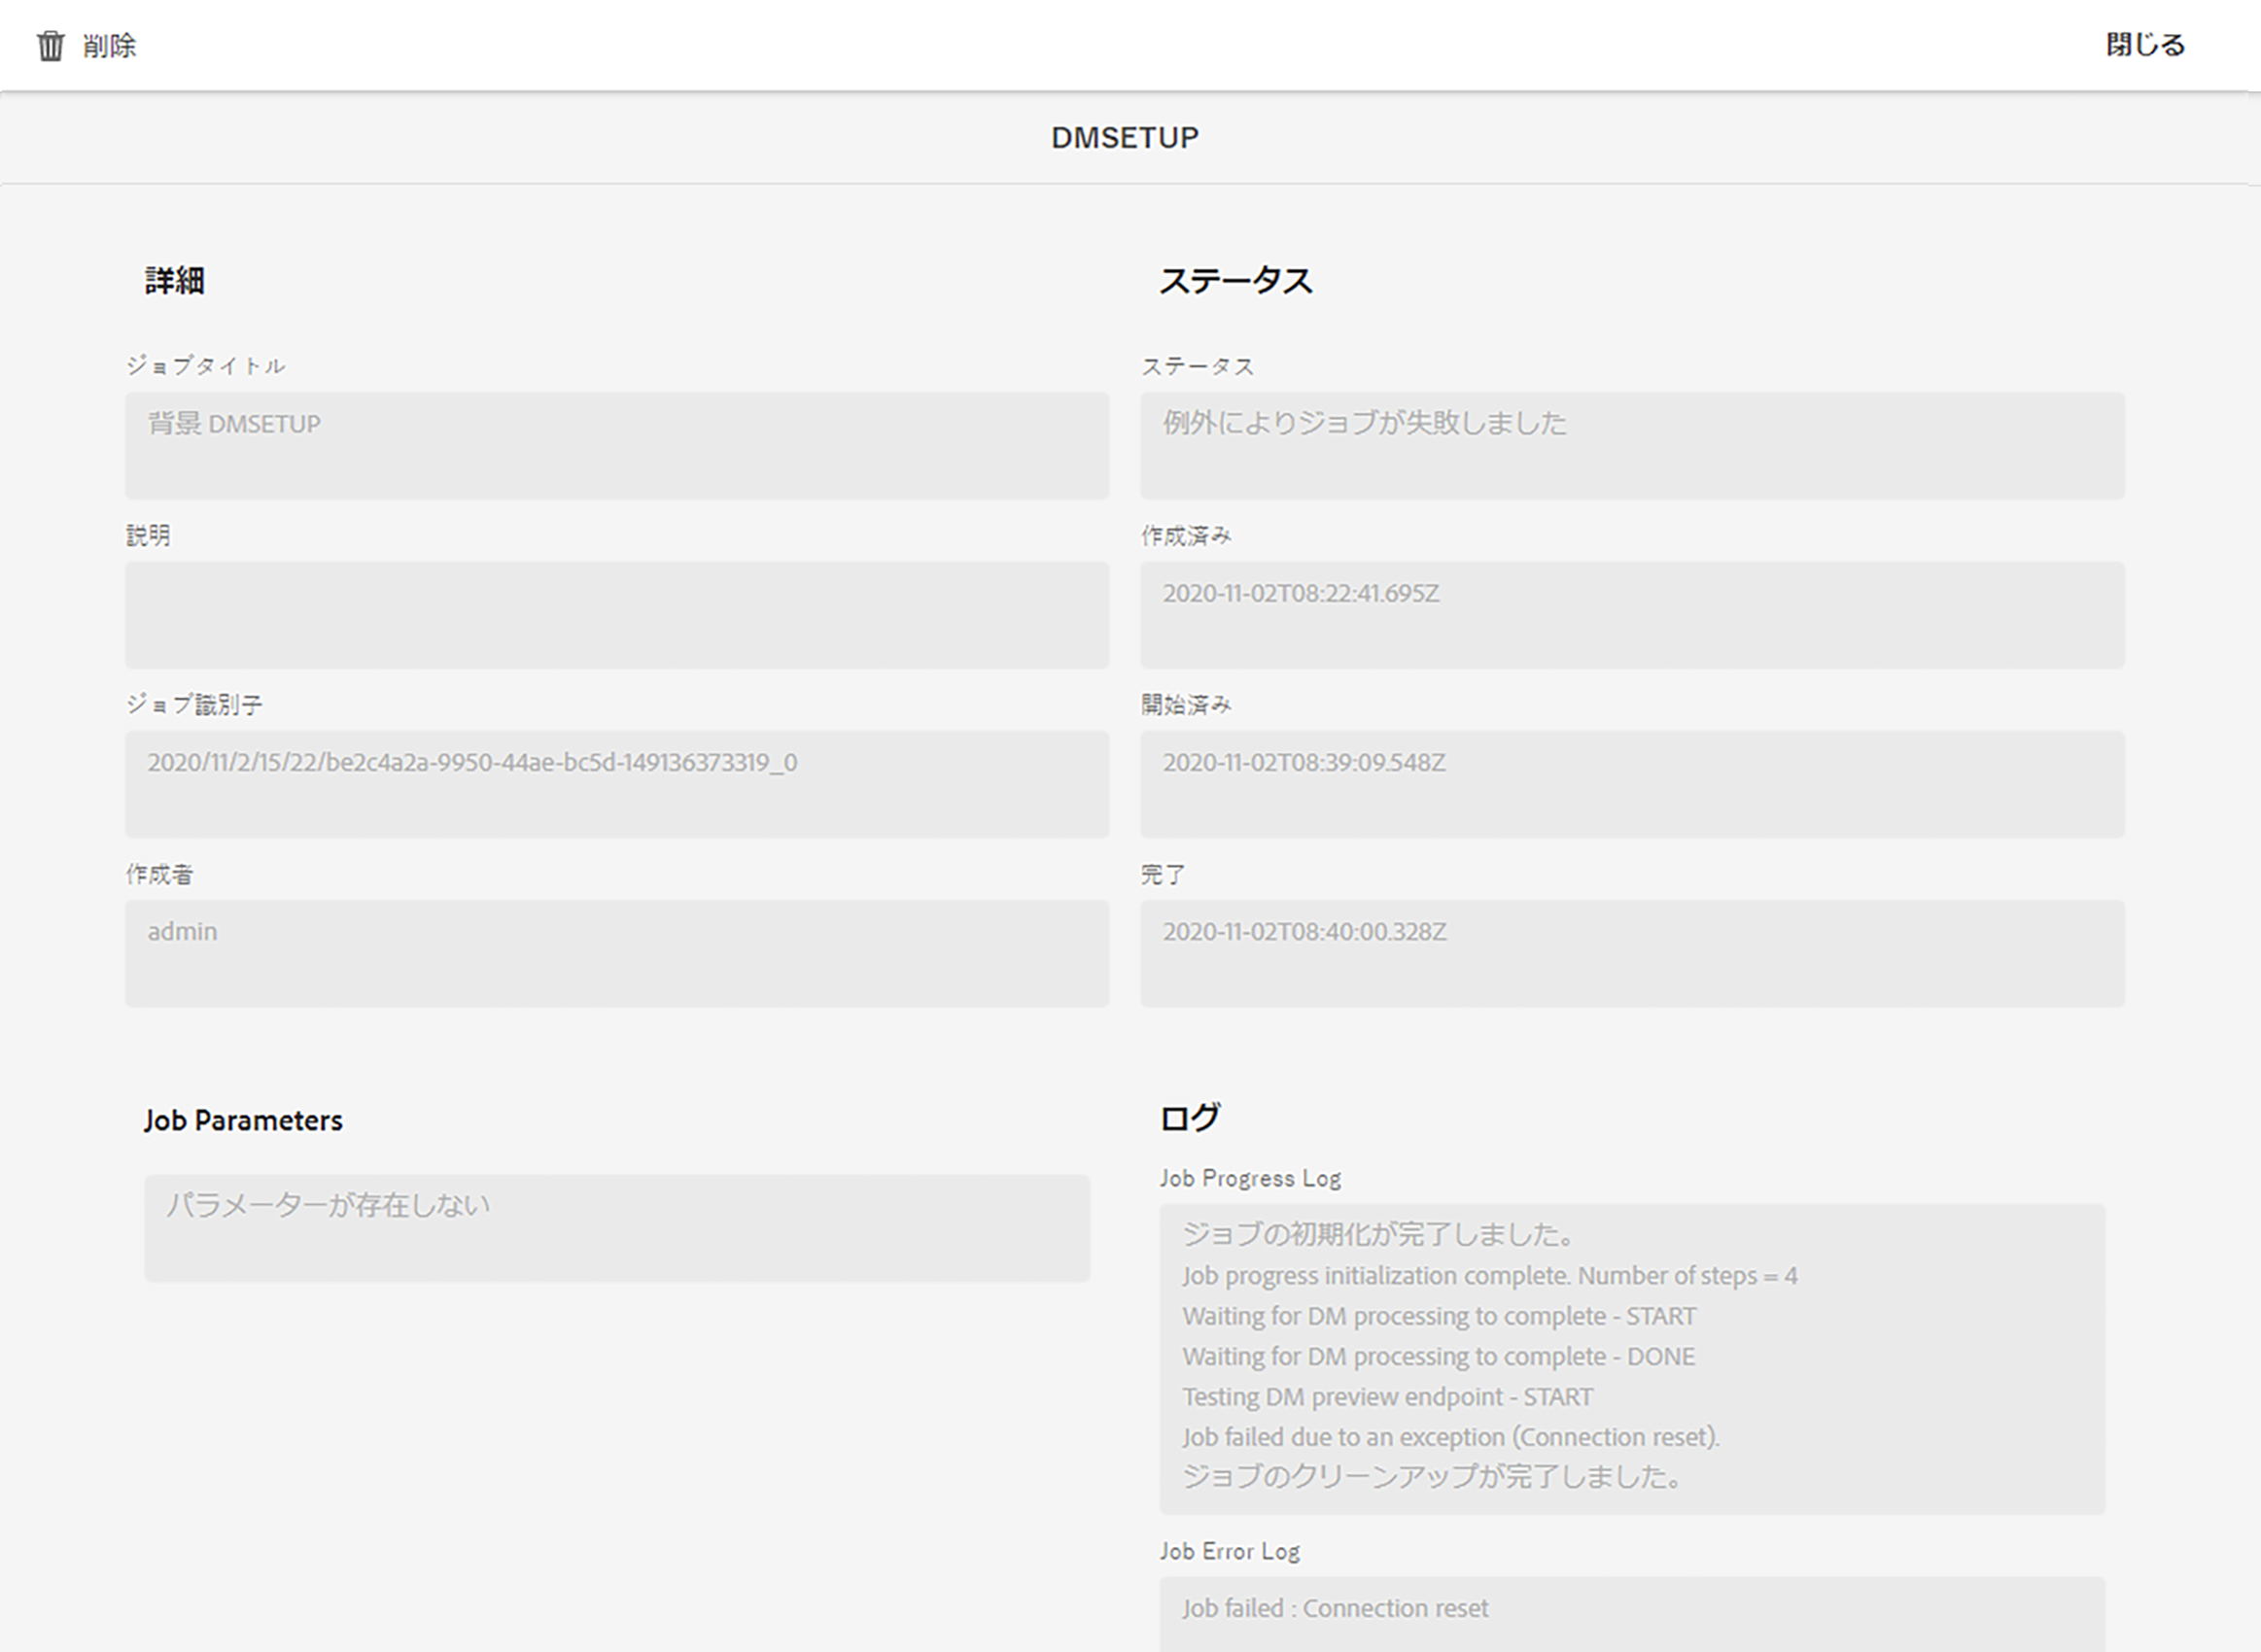 削除
閉じる
DMSETUP
詳細
ジョブタイトル
背景 DMSETUP
説明
ジョブ識別子
2020/11/2/15/22/be2c4a2a-9950-44ae-bc5d-149136373319_0
作成者
admin
ステータス
ステータス
例外によりジョブが失敗しました
作成済み
2020-11-02T08:22:41.695Z
開始済み
2020-11-02T08:39:09.548Z
完了
2020-11-02T08:40:00.328Z
Job Parameters
パラメーターが存在しない
ログ
Job Progress Log
ジョブの初期化が完了しました。
Job progress initialization complete. Number of steps = 4
Waiting for DM processing to complete - START
Waiting for DM processing to complete - DONE
Testing DM preview endpoint - START
Job failed due to an exception (Connection reset).
ジョブのクリーンアップが完了しました。
Job Error Log
Job failed : Connection reset